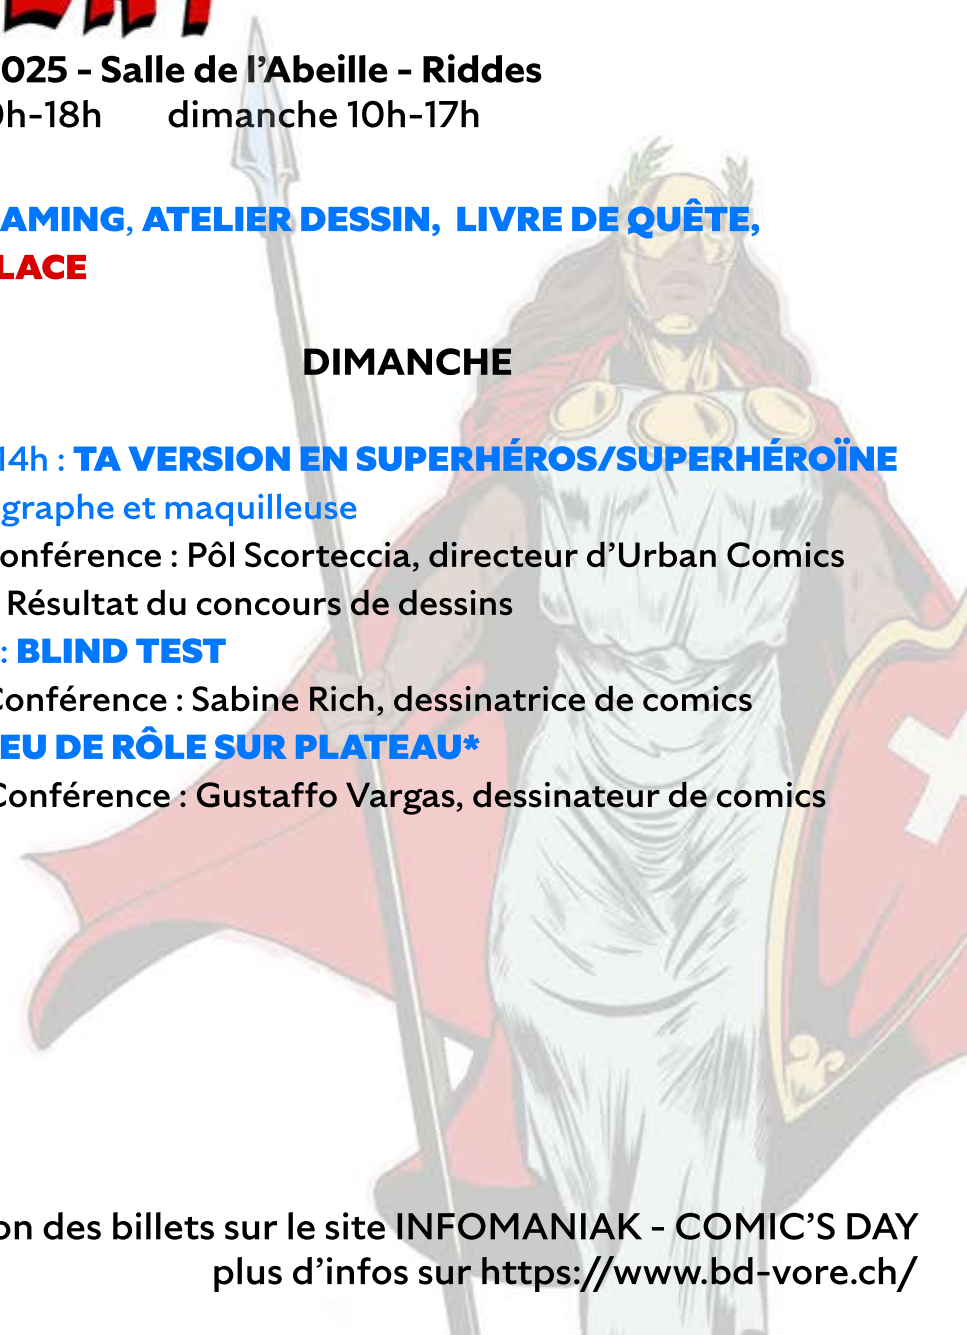 025 - Salle de l’Abeille - Riddes
h-18h dimanche 10h-17h
AMING, ATELIER DESSIN, LIVRE DE QUÊTE,
LACE
DIMANCHE
14h : TA VERSION EN SUPERHÉROS/SUPERHÉROÏNE
graphe et maquilleuse
onférence : Pôl Scorteccia, directeur d’Urban Comics
Résultat du concours de dessins
: BLIND TEST
Conférence : Sabine Rich, dessinatrice de comics
EU DE RÔLE SUR PLATEAU*
Conférence : Gustaffo Vargas, dessinateur de comics
on des billets sur le site INFOMANIAK - COMIC’S DAY
plus d’infos sur https://www.bd-vore.ch/